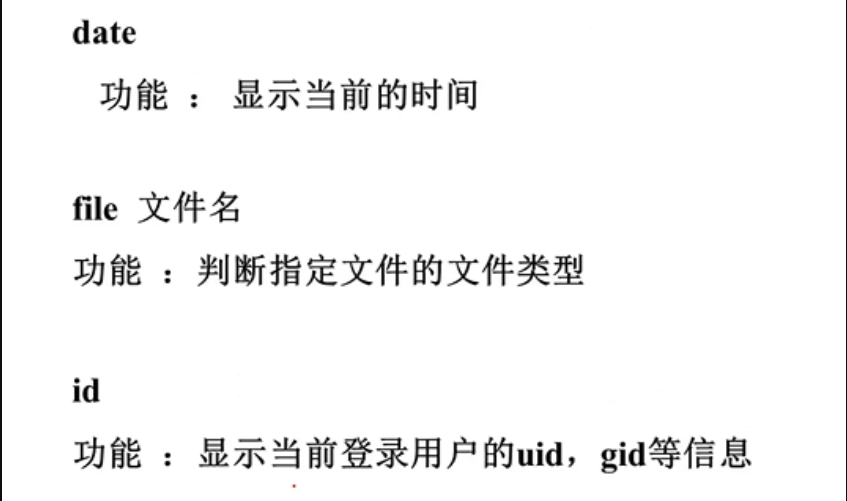 date
功能 ： 显示当前的时间
file 文件名
功能 ：判断指定文件的文件类型
id
功能 ：显示当前登录用户的uid，gid等信息